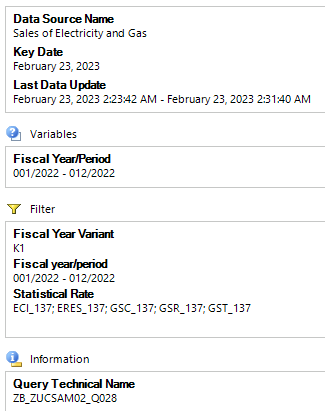 Data Source Name
Sales of Electricity and Gas
Key Date
February 23, 2023
Last Data Update
February 23, 2023 2:23:42 AM - February 23, 2023 2:31:40 AM
Variables
Fiscal Year/Period
001/2022 - 012/2022
Filter
Fiscal Year Variant
K1
Fiscal year/period
001/2022 - 012/2022
Statistical Rate
ECI_137; ERES_137; GSC_137; GSR_137; GST_137
Information
Query Technical Name
ZB_ZUCSAM02_Q028